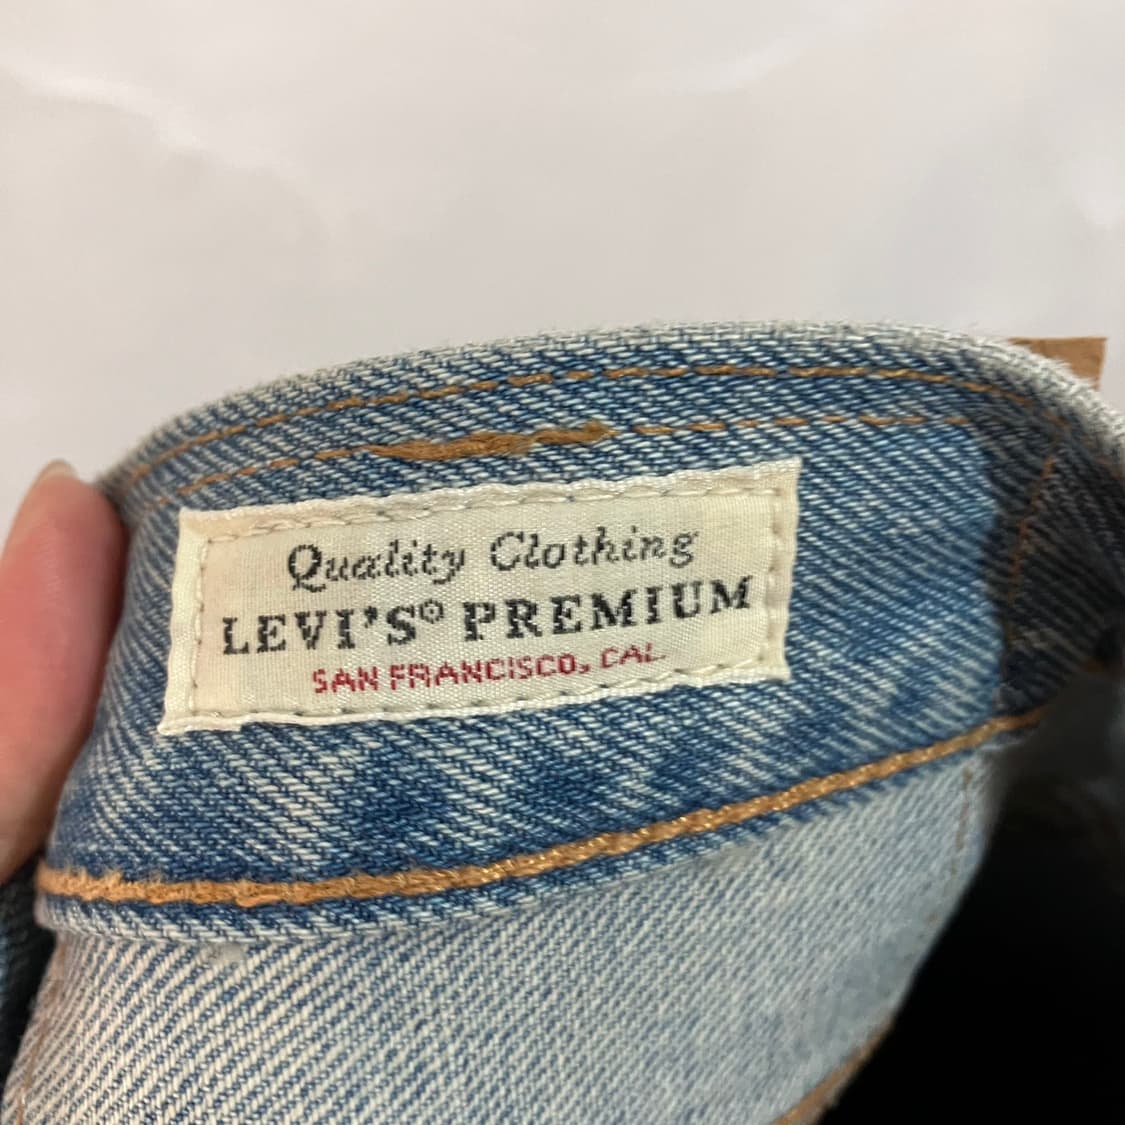 Quality Clothing
LEVI'S® PREMIUM
SAN FRANCISCO, CAL.